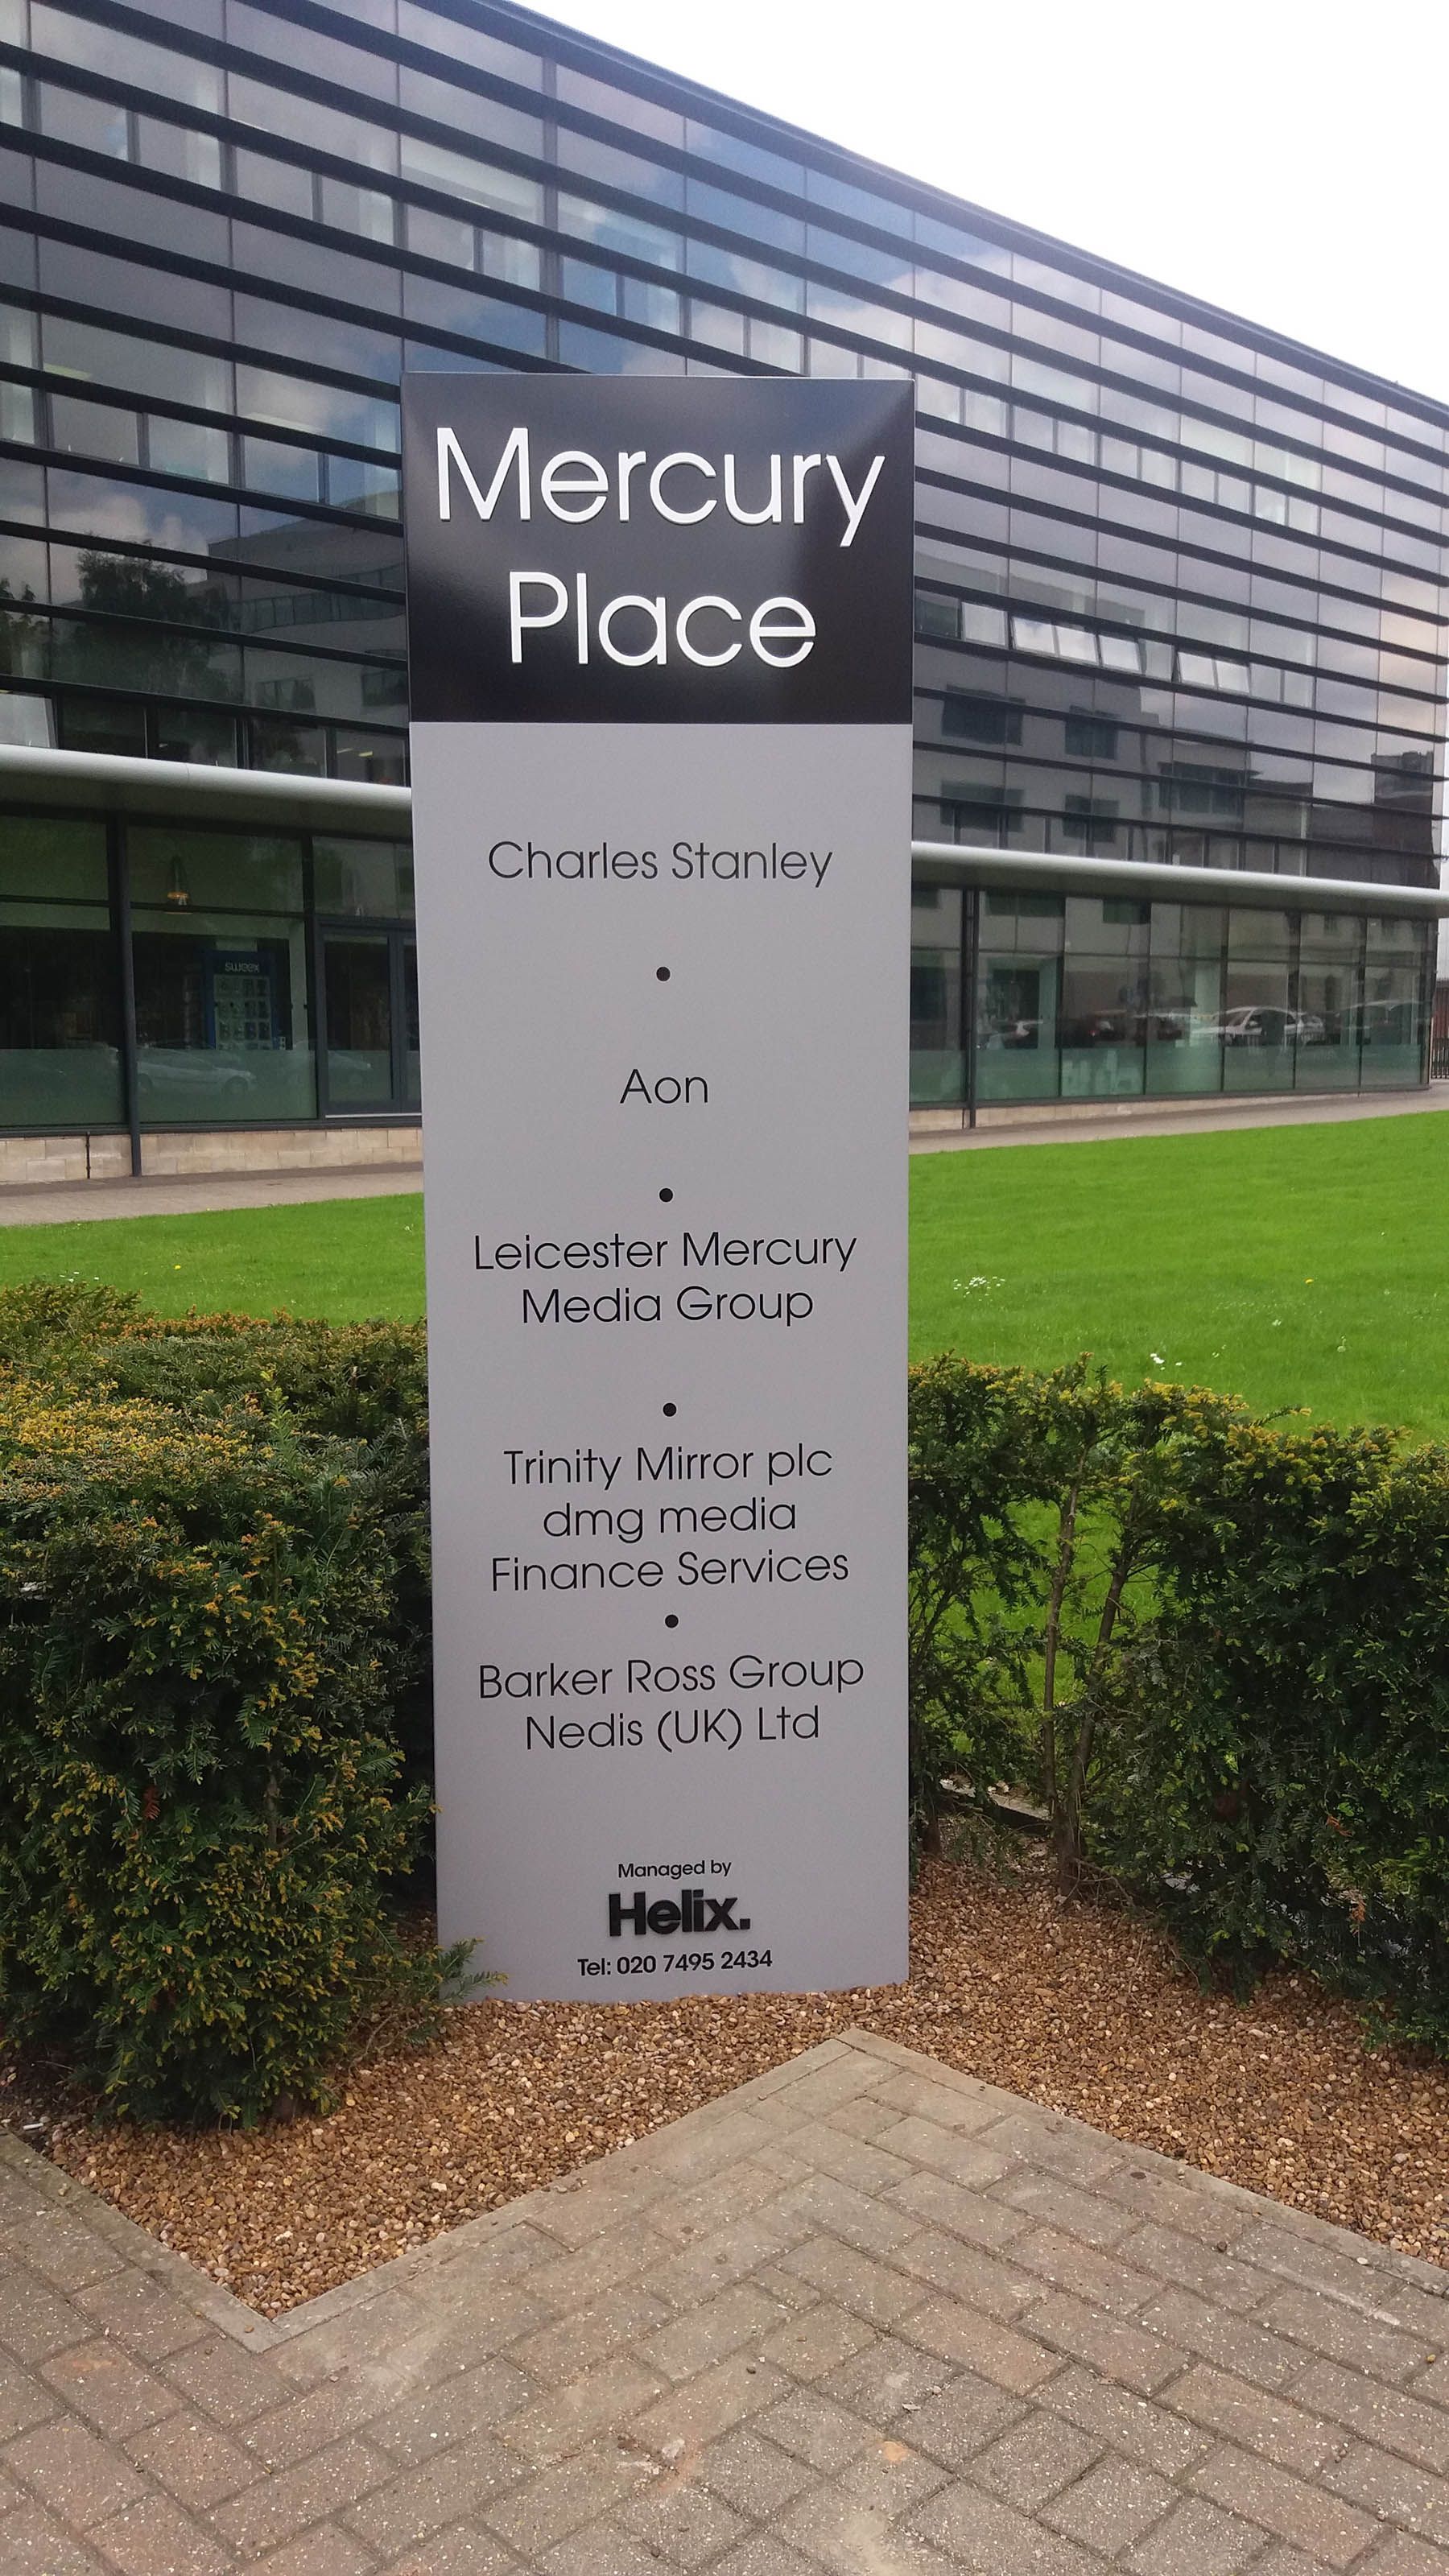 Mercury
Place
Charles Stanley
•
Aon
•
Leicester Mercury
Media Group
•
Trinity Mirror plc
dmg media
Finance Services
•
Barker Ross Group
Nedis (UK) Ltd
Managed by
Helix.
Tel: 020 7495 2434
sweex